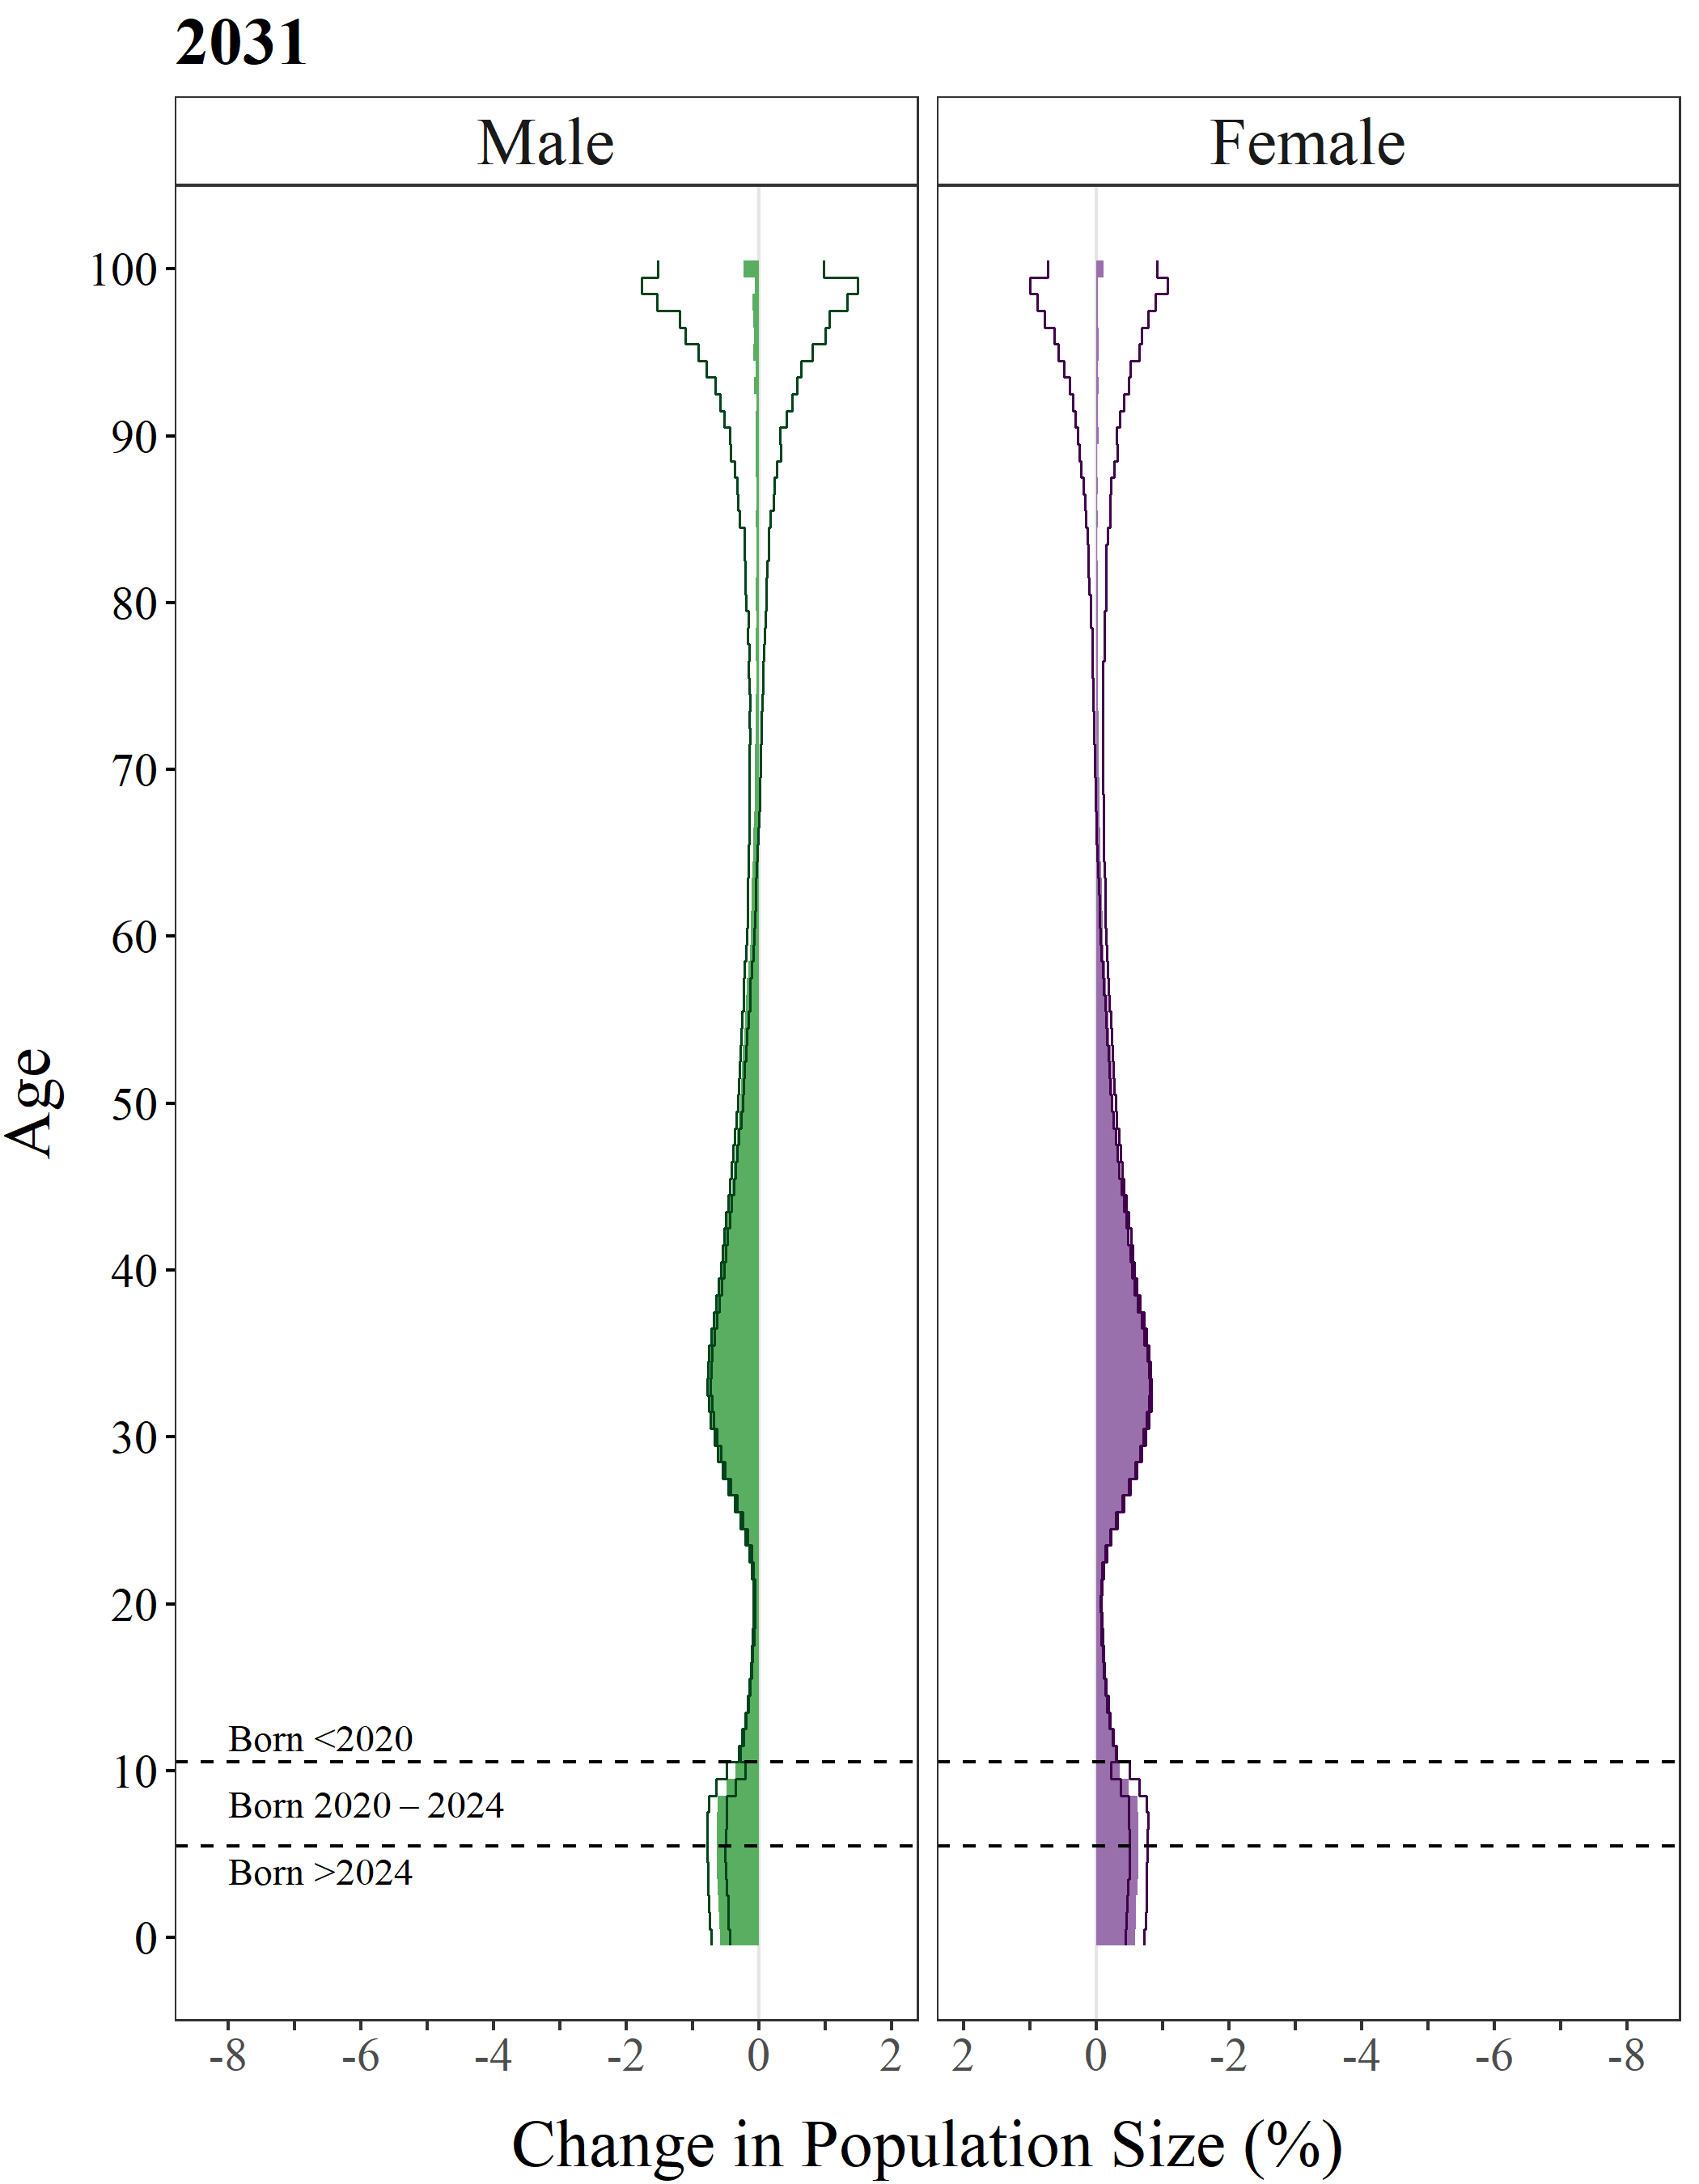 2031
Male
Female
100
90
80
70
60
50
40
30
20
10
0
Age
Born <2020
Born 2020 – 2024
Born >2024
-8 -6 -4 -2 0 2
2 0 -2 -4 -6 -8
Change in Population Size (%)